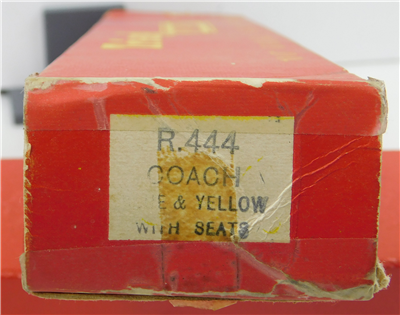 R.444
COACH
E & YELLOW
WITH SEATS